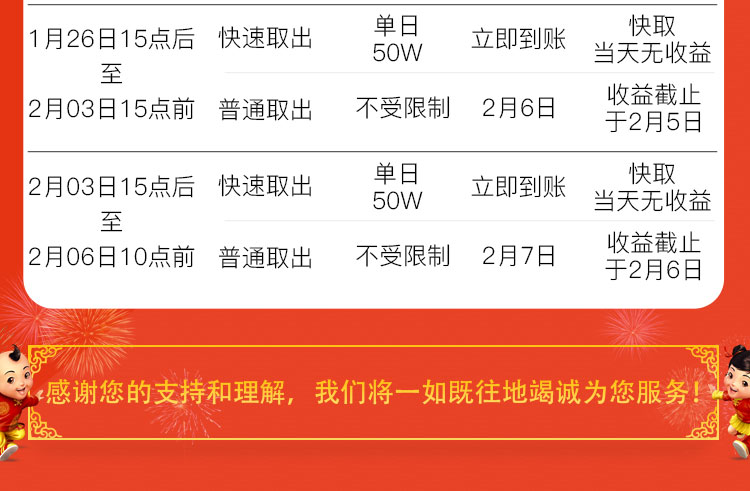 1月26日15点后
至
2月03日15点前
快速取出
单日
50W
立即到账
快取
当天无收益
普通取出
不受限制
2月6日
收益截止
于2月5日
2月03日15点后
至
2月06日10点前
快速取出
单日
50W
立即到账
快取
当天无收益
普通取出
不受限制
2月7日
收益截止
于2月6日
感谢您的支持和理解，我们将一如既往地竭诚为您服务！